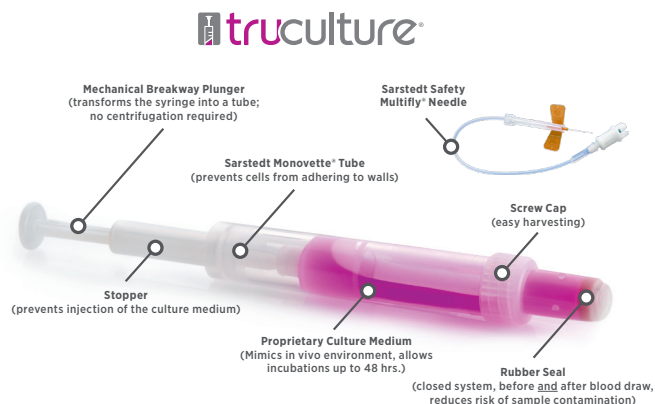 truculture®
Mechanical Breakway Plunger
(transforms the syringe into a tube;
no centrifugation required)
Sarstedt Safety
Multifly® Needle
Sarstedt Monovette® Tube
(prevents cells from adhering to walls)
Screw Cap
(easy harvesting)
Stopper
(prevents injection of the culture medium)
Proprietary Culture Medium
(Mimics in vivo environment, allows
incubations up to 48 hrs.)
Rubber Seal
(closed system, before and after blood draw,
reduces risk of sample contamination)